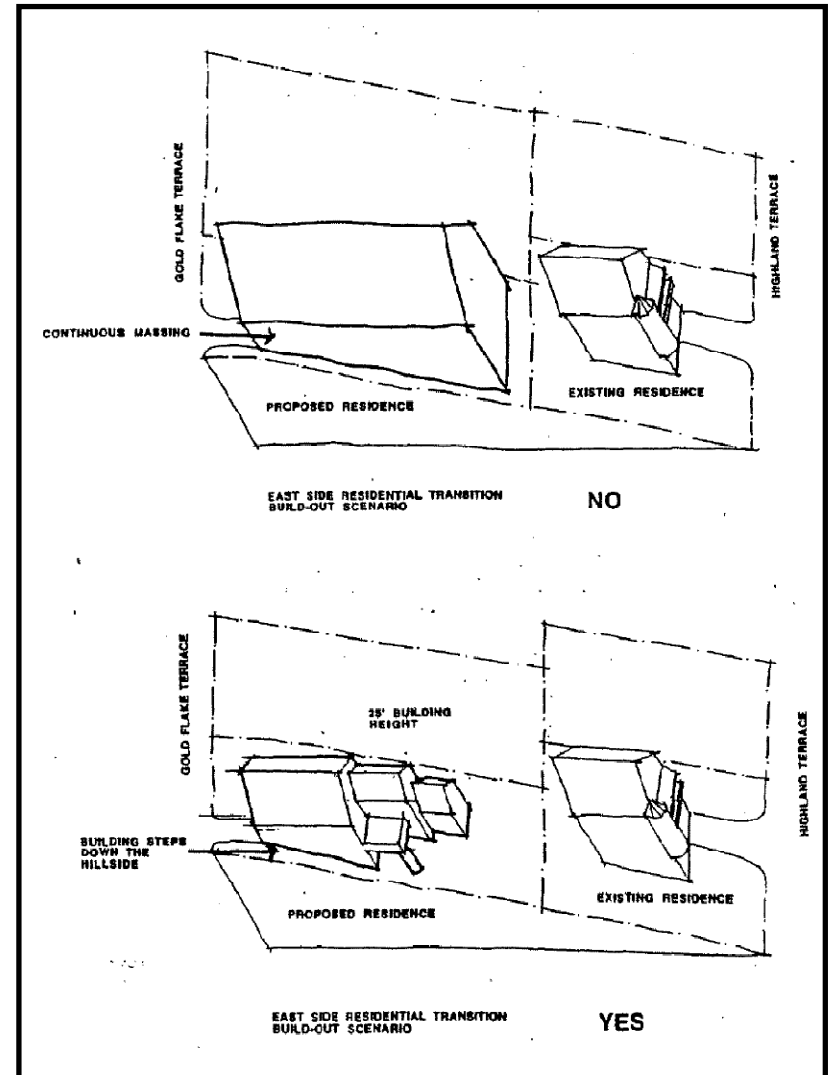 GOLD FLAKE TERRACE
HIGHLAND TERRACE
CONTINUOUS MASSING
PROPOSED RESIDENCE
EXISTING RESIDENCE
EAST SIDE RESIDENTIAL TRANSITION
BUILD-OUT SCENARIO
NO
GOLD FLAKE TERRACE
25' BUILDING
HEIGHT
HIGHLAND TERRACE
BUILDING STEPS
DOWN THE
HILLSIDE
PROPOSED RESIDENCE
EXISTING RESIDENCE
EAST SIDE RESIDENTIAL TRANSITION
BUILD-OUT SCENARIO
YES